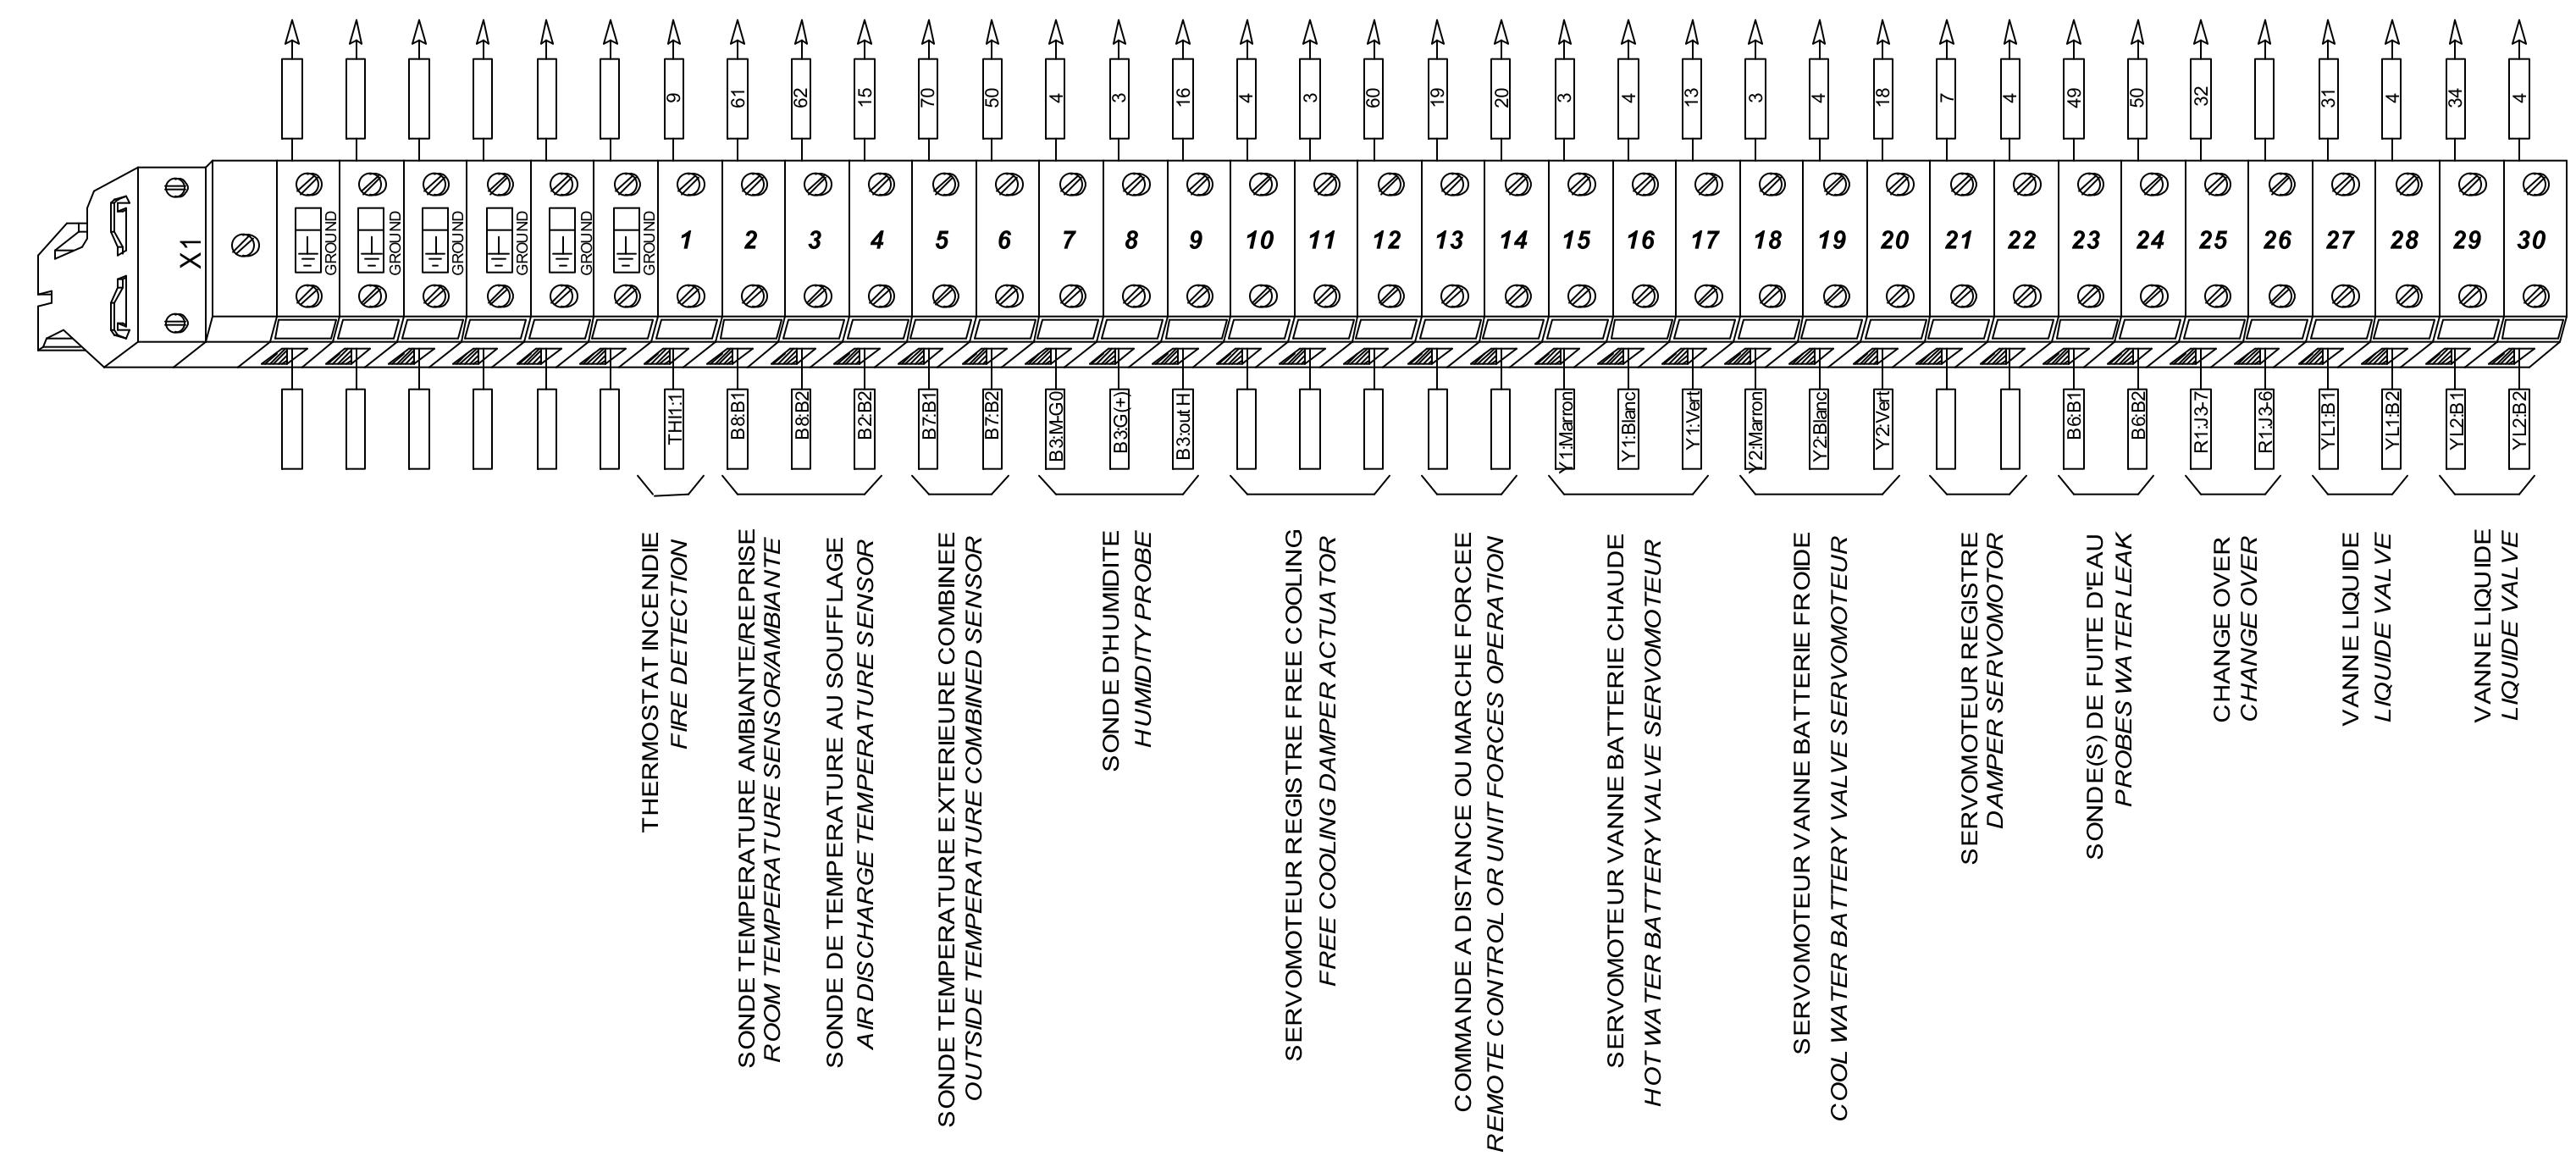 9 61 62 15 70 50 4 3 16 4 3 60 19 20 3 4 13 3 4 18 7 4 49 50 32 31 4 34 4
X1 GROUND GROUND GROUND GROUND GROUND GROUND 1 2 3 4 5 6 7 8 9 10 11 12 13 14 15 16 17 18 19 20 21 22 23 24 25 26 27 28 29 30
THI1:1 B8:B1 B8:B2 B2:B2 B7:B1 B7:B2 B3:M-G0 B3:G(+) B3:out H Y1:Marron Y1:Blanc Y1:Vert Y2:Marron Y2:Blanc Y2:Vert B6:B1 B6:B2 R1:J3-7 R1:J3-6 YL1:B1 YL1:B2 YL2:B1 YL2:B2
THERMOSTAT INCENDIE
FIRE DETECTION
SONDE TEMPERATURE AMBIANTE/REPRISE
ROOM TEMPERATURE SENSOR/AMBIANTE
SONDE DE TEMPERATURE AU SOUFFLAGE
AIR DISCHARGE TEMPERATURE SENSOR
SONDE TEMPERATURE EXTERIEURE COMBINEE
OUTSIDE TEMPERATURE COMBINED SENSOR
SONDE D'HUMIDITE
HUMIDITY PROBE
SERVOMOTEUR REGISTRE FREE COOLING
FREE COOLING DAMPER ACTUATOR
COMMANDE A DISTANCE OU MARCHE FORCEE
REMOTE CONTROL OR UNIT FORCES OPERATION
SERVOMOTEUR VANNE BATTERIE CHAUDE
HOT WATER BATTERY VALVE SERVOMOTEUR
SERVOMOTEUR VANNE BATTERIE FROIDE
COOL WATER BATTERY VALVE SERVOMOTEUR
SERVOMOTEUR REGISTRE
DAMPER SERVOMOTOR
SONDE(S) DE FUITE D'EAU
PROBES WATER LEAK
CHANGE OVER
CHANGE OVER
VANNE LIQUIDE
LIQUIDE VALVE
VANNE LIQUIDE
LIQUIDE VALVE